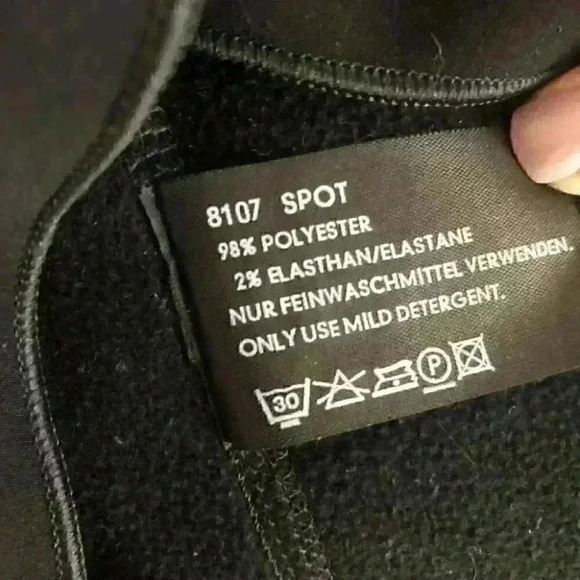 8107 SPOT
98% POLYESTER
2% ELASTHAN/ELASTANE
NUR FEINWASCHMITTEL VERWENDEN.
ONLY USE MILD DETERGENT.
30 P